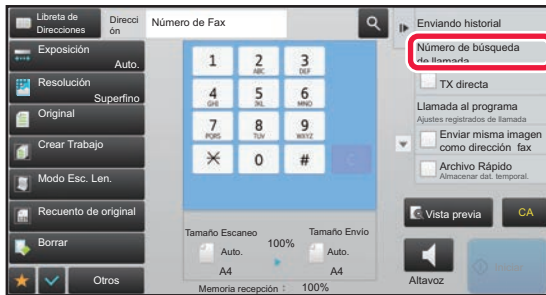 Libreta de
Direcciones
Direcci
ón
Número de Fax
Exposición
Auto.
Resolución
Superfino
Original
Crear Trabajo
Modo Esc. Len.
Recuento de original
Borrar
Otros
1
2
ABC
3
DEF
4
GHI
5
JKL
6
MNO
7
PQRS
8
TUV
9
WXYZ
0
#
C
Tamaño Escaneo
Tamaño Envío
Auto.
100%
Auto.
A4
A4
Memoria recepción :
100%
Enviando historial
Número de búsqueda
de llamada
TX directa
Llamada al programa
Ajustes registrados de llamada
Enviar misma imagen
como dirección fax
Archivo Rápido
Almacenar dat. temporal.
Vista previa
CA
Altavoz
Iniciar